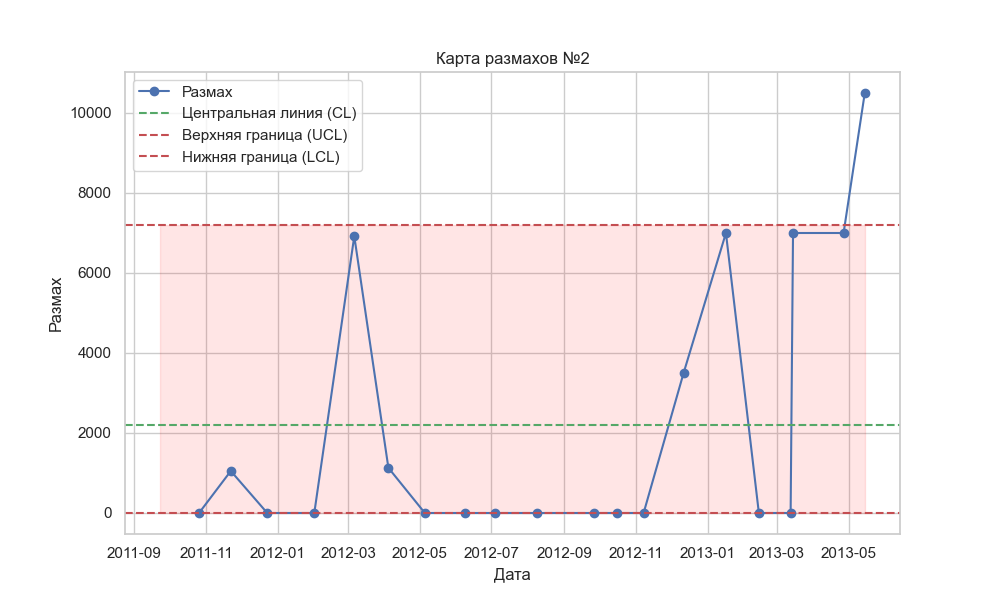 Карта размахов №2
Размах
Центральная линия (CL)
Верхняя граница (UCL)
Нижняя граница (LCL)
10000
8000
6000
4000
2000
0
Размах
2011-09 2011-11 2012-01 2012-03 2012-05 2012-07 2012-09 2012-11 2013-01 2013-03 2013-05
Дата